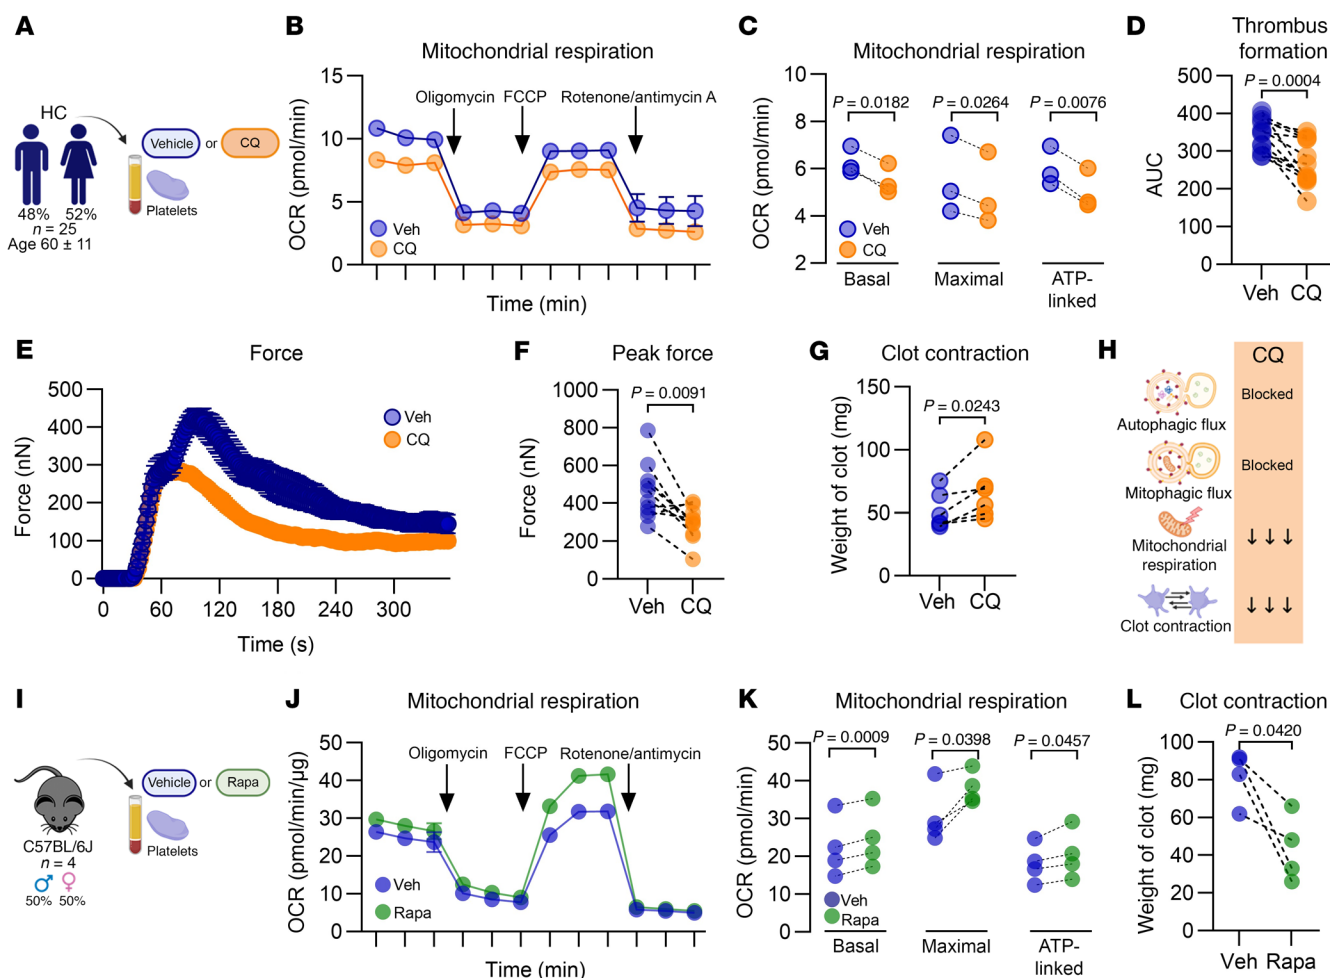 A
HC
Vehicle or CQ
48% 52%
n = 25
Age 60 ± 11
Platelets
B
Mitochondrial respiration
OCR (pmol/min)
15
10
5
0
Oligomycin FCCP Rotenone/antimycin A
Veh
CQ
Time (min)
C
Mitochondrial respiration
OCR (pmol/min)
10
8
6
4
2
P = 0.0182 P = 0.0264 P = 0.0076
Veh
CQ
Basal Maximal ATP-
linked
D
Thrombus
formation
AUC
500
400
300
200
100
0
P = 0.0004
Veh CQ
E
Force
Force (nN)
500
400
300
200
100
0
Veh
CQ
0 60 120 180 240 300
Time (s)
F
Peak force
Force (nN)
1000
800
600
400
200
0
P = 0.0091
Veh CQ
G
Clot contraction
Weight of clot (mg)
150
100
50
0
P = 0.0243
Veh CQ
H
CQ
Autophagic flux
Blocked
Mitophagic flux
Blocked
Mitochondrial
respiration
↓ ↓ ↓
Clot contraction
↓ ↓ ↓
I
Vehicle or Rapa
C57BL/6J
n = 4
♂ ♀
50% 50%
Platelets
J
Mitochondrial respiration
OCR (pmol/min/μg)
50
40
30
20
10
0
Oligomycin FCCP Rotenone/antimycin
Veh
Rapa
Time (min)
K
Mitochondrial respiration
OCR (pmol/min)
50
40
30
20
10
0
P = 0.0009 P = 0.0398 P = 0.0457
Veh
Rapa
Basal Maximal ATP-
linked
L
Clot contraction
Weight of clot (mg)
100
80
60
40
20
0
P = 0.0420
Veh Rapa